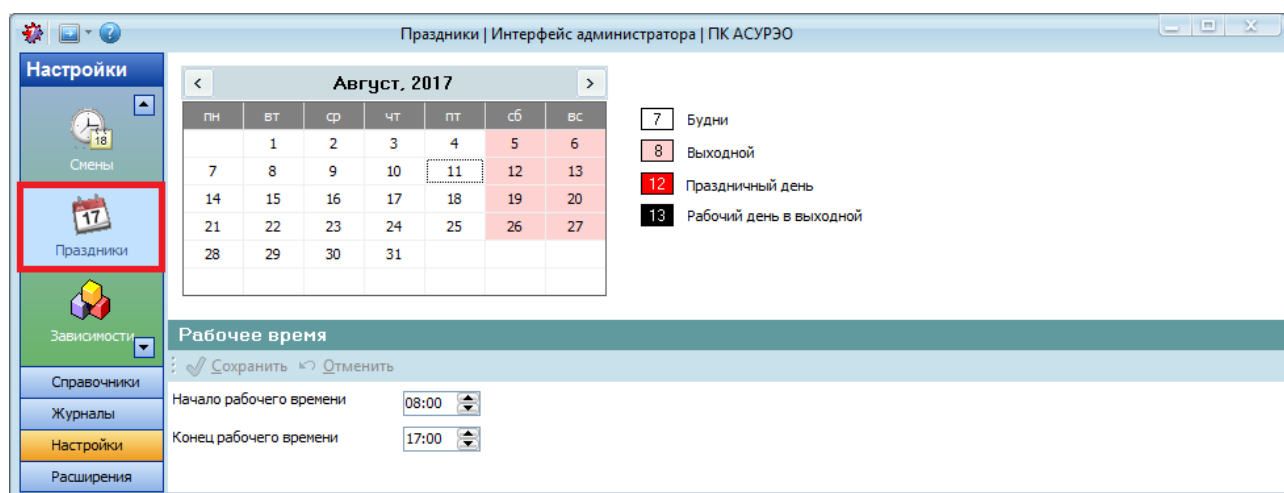 Праздники | Интерфейс администратора | ПК АСУРЭО
Настройки
18
Смены
17
Праздники
Зависимости
Справочники
Журналы
Настройки
Расширения
< Август, 2017 >
пн вт ср чт пт сб вс
1 2 3 4 5 6
7 8 9 10 11 12 13
14 15 16 17 18 19 20
21 22 23 24 25 26 27
28 29 30 31
7 Будни
8 Выходной
12 Праздничный день
13 Рабочий день в выходной
Рабочее время
Сохранить Отменить
Начало рабочего времени 08:00
Конец рабочего времени 17:00